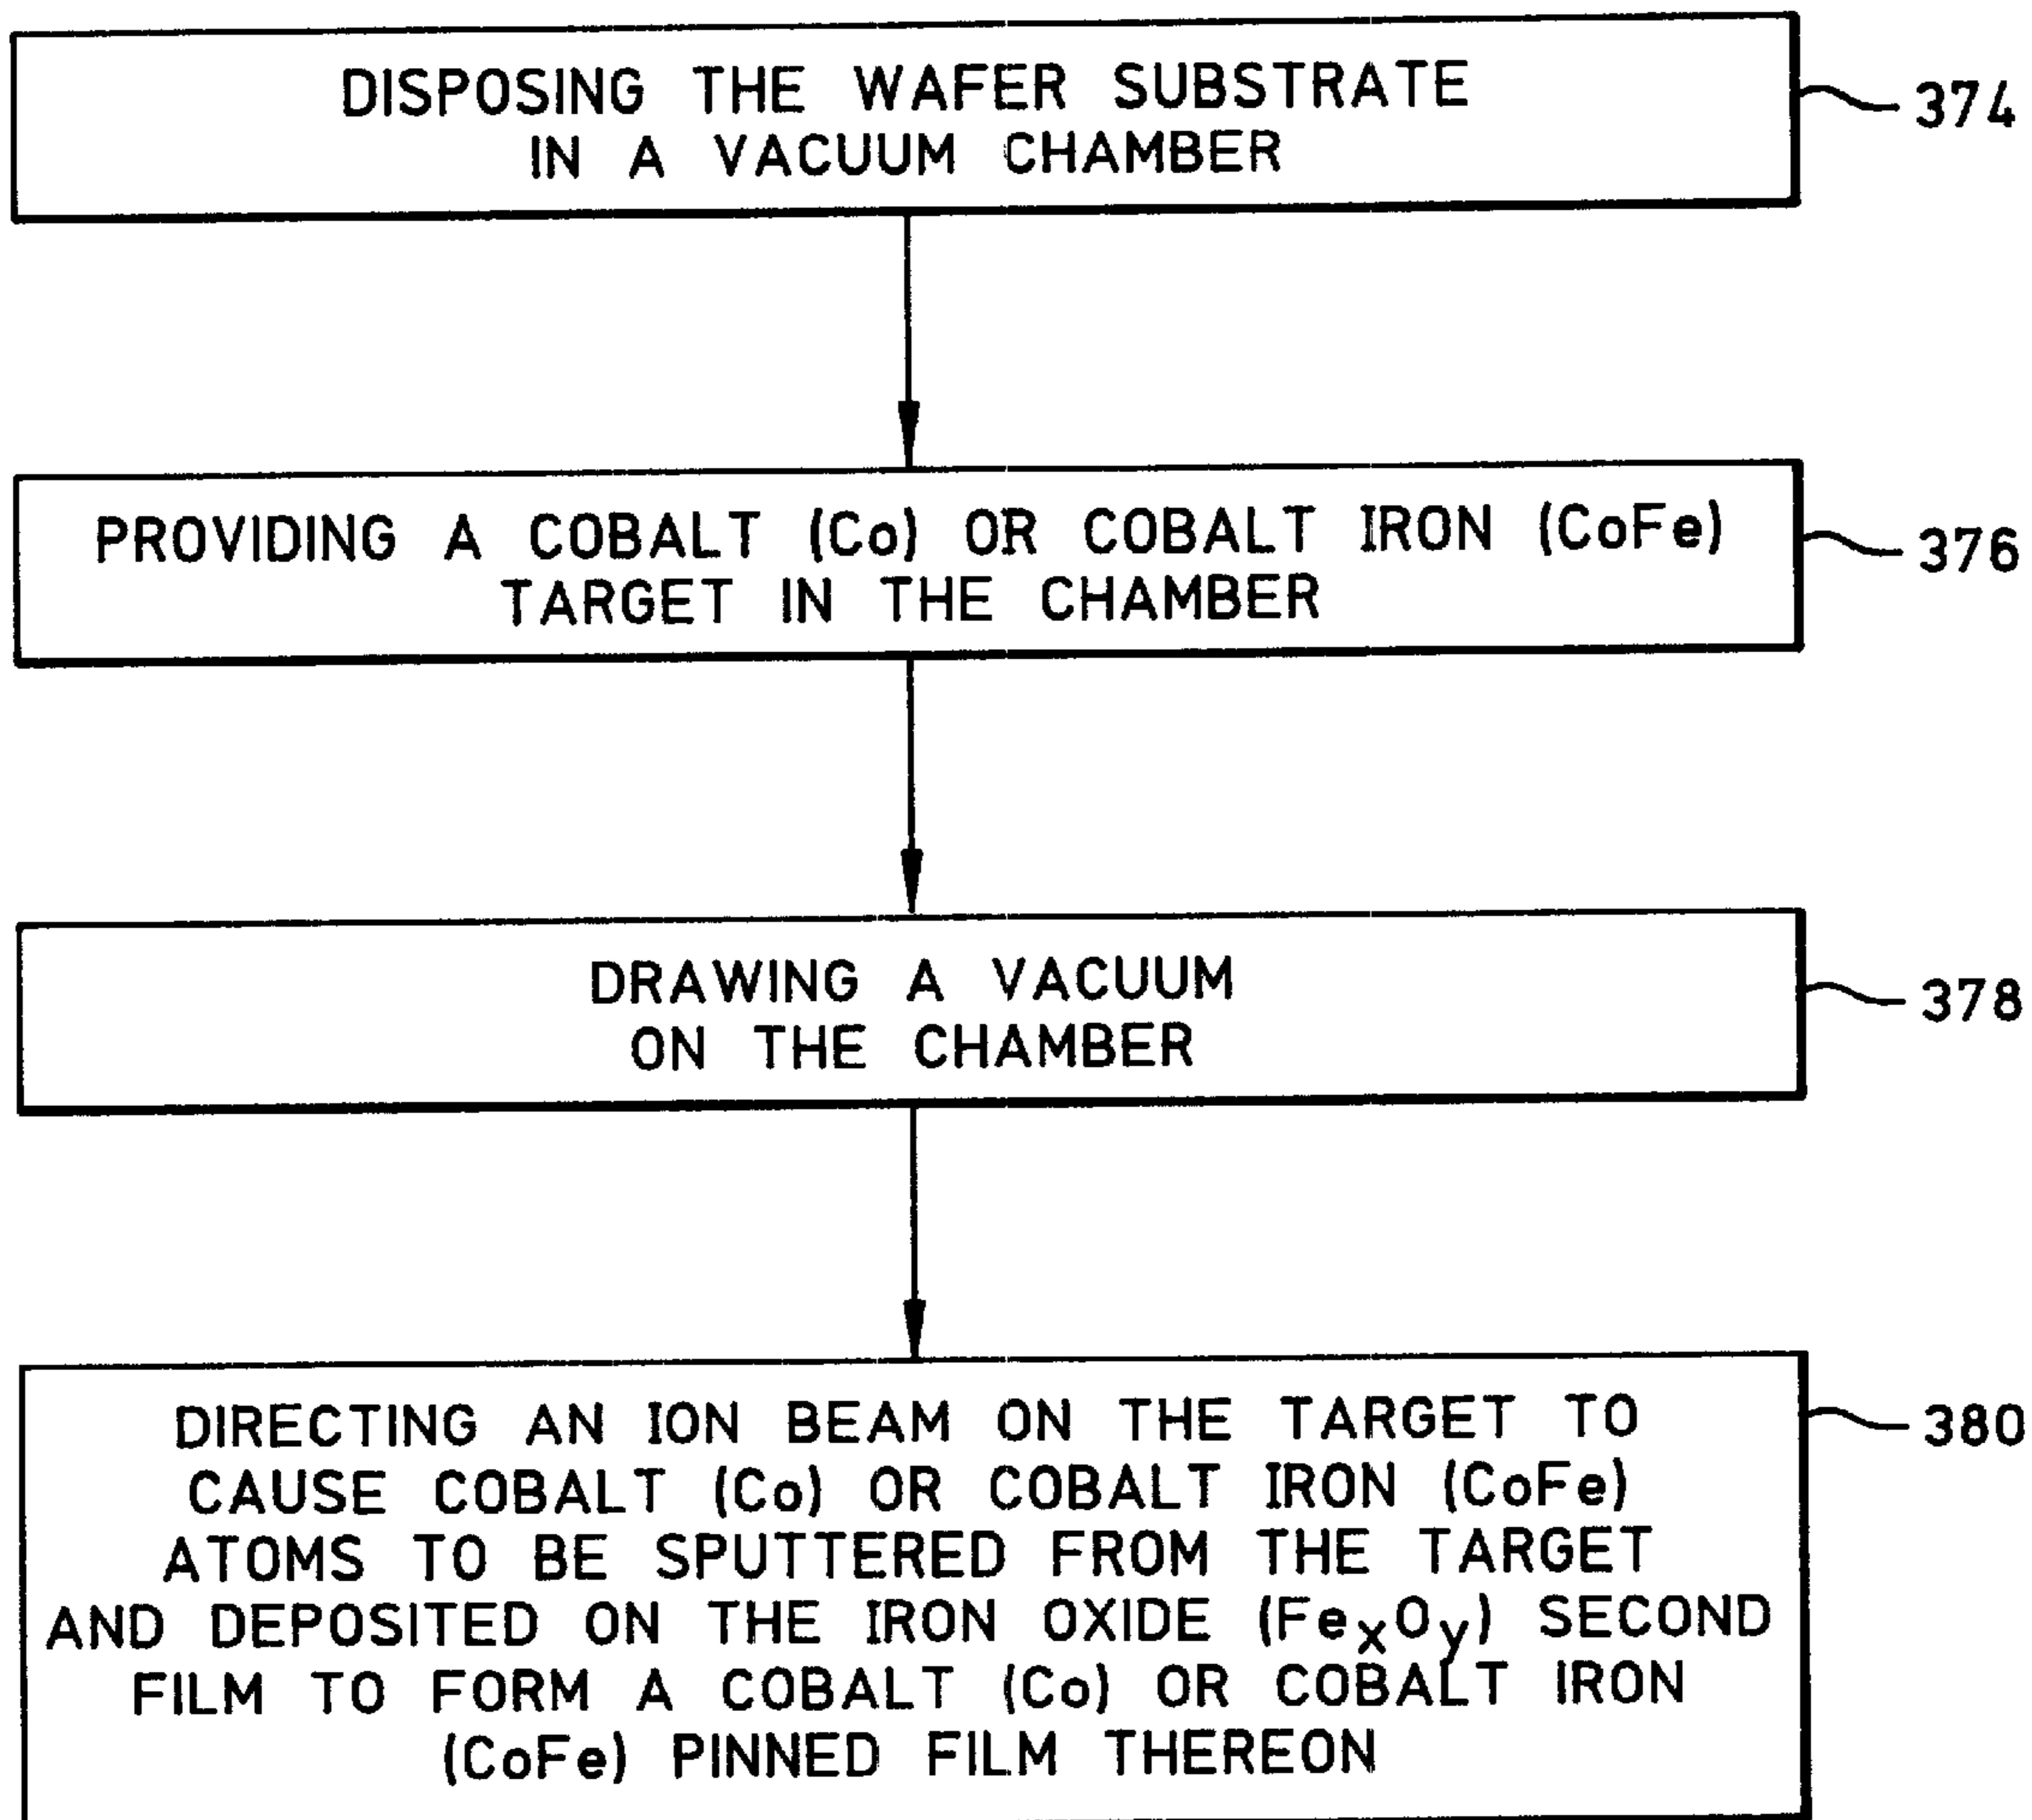 DISPOSING THE WAFER SUBSTRATE
IN A VACUUM CHAMBER
374
PROVIDING A COBALT (Co) OR COBALT IRON (CoFe)
TARGET IN THE CHAMBER
376
DRAWING A VACUUM
ON THE CHAMBER
378
DIRECTING AN ION BEAM ON THE TARGET TO
CAUSE COBALT (Co) OR COBALT IRON (CoFe)
ATOMS TO BE SPUTTERED FROM THE TARGET
AND DEPOSITED ON THE IRON OXIDE (FexOy) SECOND
FILM TO FORM A COBALT (Co) OR COBALT IRON
(CoFe) PINNED FILM THEREON
380